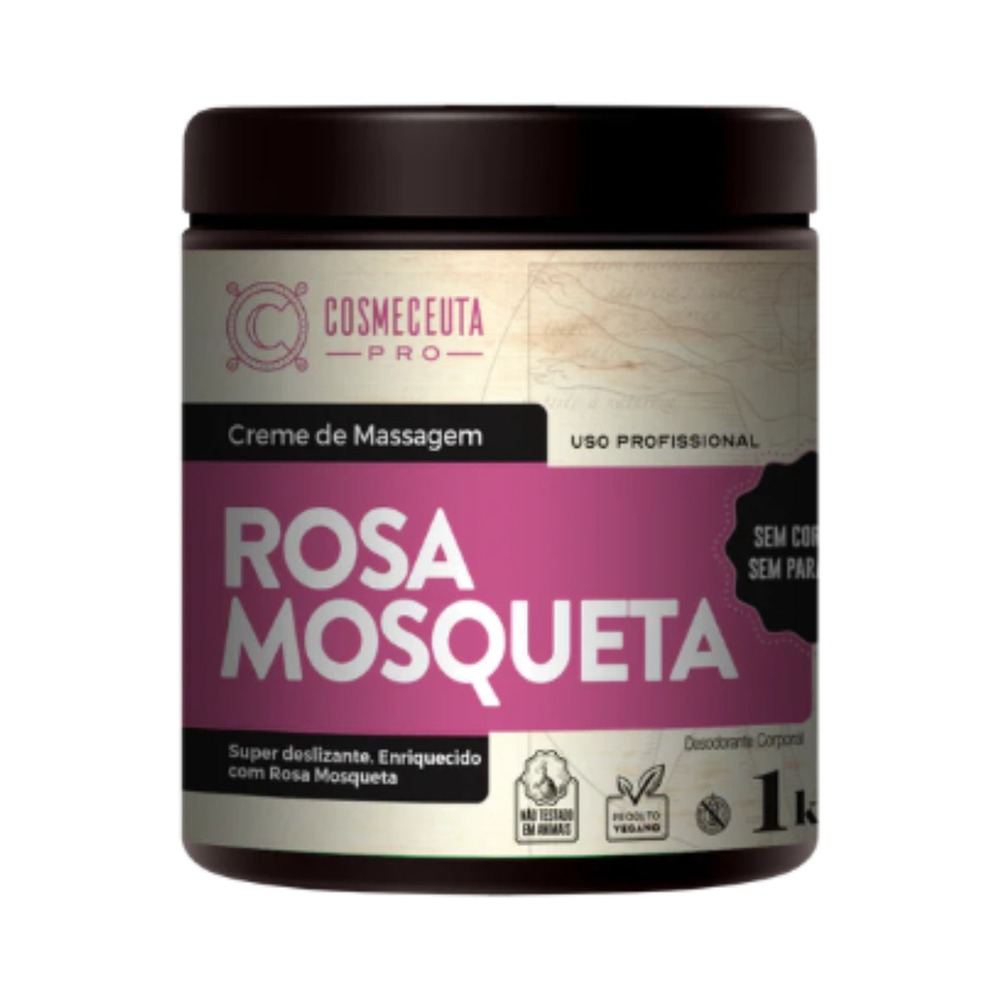 COSMECEUTA
PRO
Creme de Massagem
USO PROFISSIONAL
ROSA
MOSQUETA
SEM COR
SEM PAR
Super deslizante. Enriquecido
com Rosa Mosqueta
Desodorante Corporal
NÃO TESTADO
EM ANIMAIS
PRODUTO
VEGANO
1k